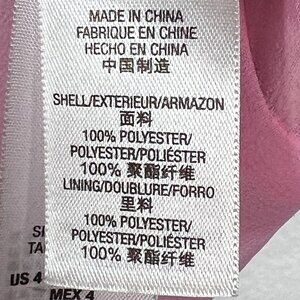 MADE IN CHINA
FABRIQUE EN CHINE
HECHO EN CHINA
中国制造
SHELL/EXTERIEUR/ARMAZON
面料
100% POLYESTER/
POLYESTER/POLIÉSTER
100% 聚酯纤维
LINING/DOUBLURE/FORRO
里料
100% POLYESTER/
POLYESTER/POLIÉSTER
100% 聚酯纤维
US 4
MEX 4